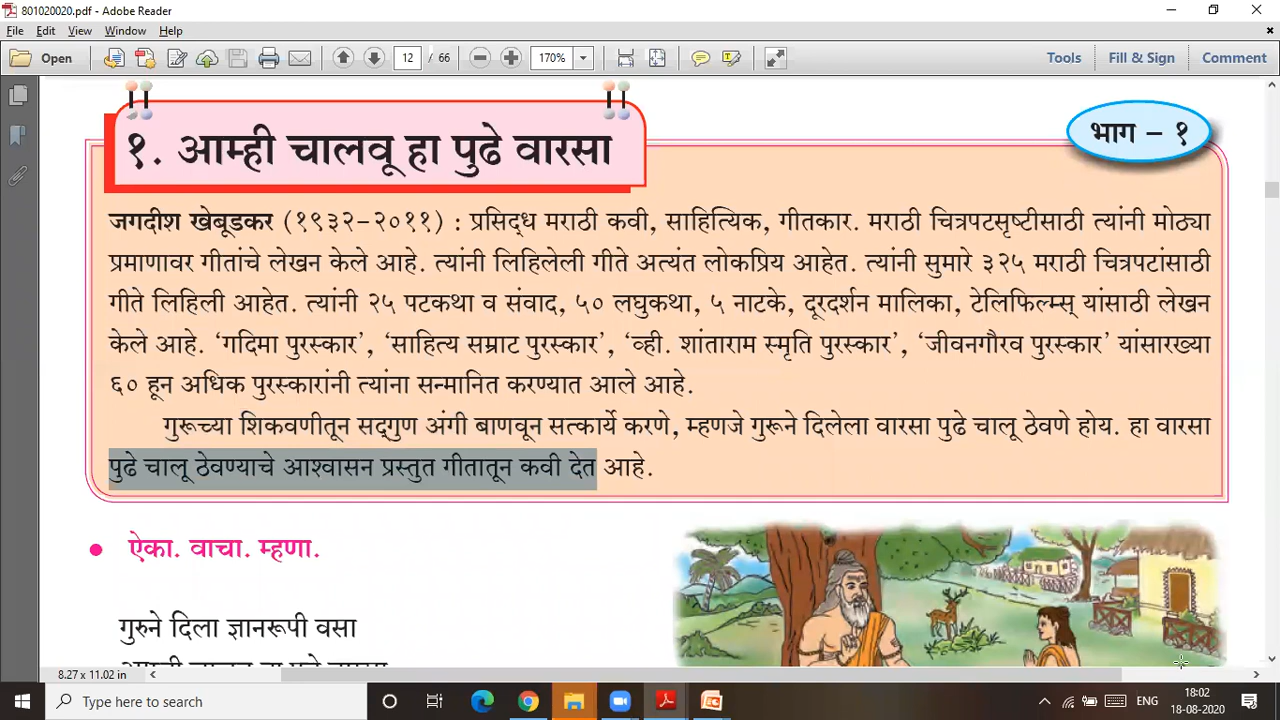 801020020.pdf - Adobe Reader
File Edit View Window Help
Open 12 / 66 170% Tools Fill & Sign Comment
१. आम्ही चालवू हा पुढे वारसा
भाग - १
जगदीश खेबूडकर (१९३२-२०११) : प्रसिद्ध मराठी कवी, साहित्यिक, गीतकार. मराठी चित्रपटसृष्टीसाठी त्यांनी मोठ्या
प्रमाणावर गीतांचे लेखन केले आहे. त्यांनी लिहिलेली गीते अत्यंत लोकप्रिय आहेत. त्यांनी सुमारे ३२५ मराठी चित्रपटांसाठी
गीते लिहिली आहेत. त्यांनी २५ पटकथा व संवाद, ५० लघुकथा, ५ नाटके, दूरदर्शन मालिका, टेलिफिल्म्स् यांसाठी लेखन
केले आहे. ‘गदिमा पुरस्कार’, ‘साहित्य सम्राट पुरस्कार’, ‘व्ही. शांताराम स्मृति पुरस्कार’, ‘जीवनगौरव पुरस्कार’ यांसारख्या
६० हून अधिक पुरस्कारांनी त्यांना सन्मानित करण्यात आले आहे.
गुरूच्या शिकवणीतून सद्गुण अंगी बाणवून सत्कार्ये करणे, म्हणजे गुरूने दिलेला वारसा पुढे चालू ठेवणे होय. हा वारसा
पुढे चालू ठेवण्याचे आश्वासन प्रस्तुत गीतातून कवी देत आहे.
• ऐका. वाचा. म्हणा.
गुरुने दिला ज्ञानरूपी वसा
8.27 x 11.02 in
Type here to search
ENG
18:02
18-08-2020